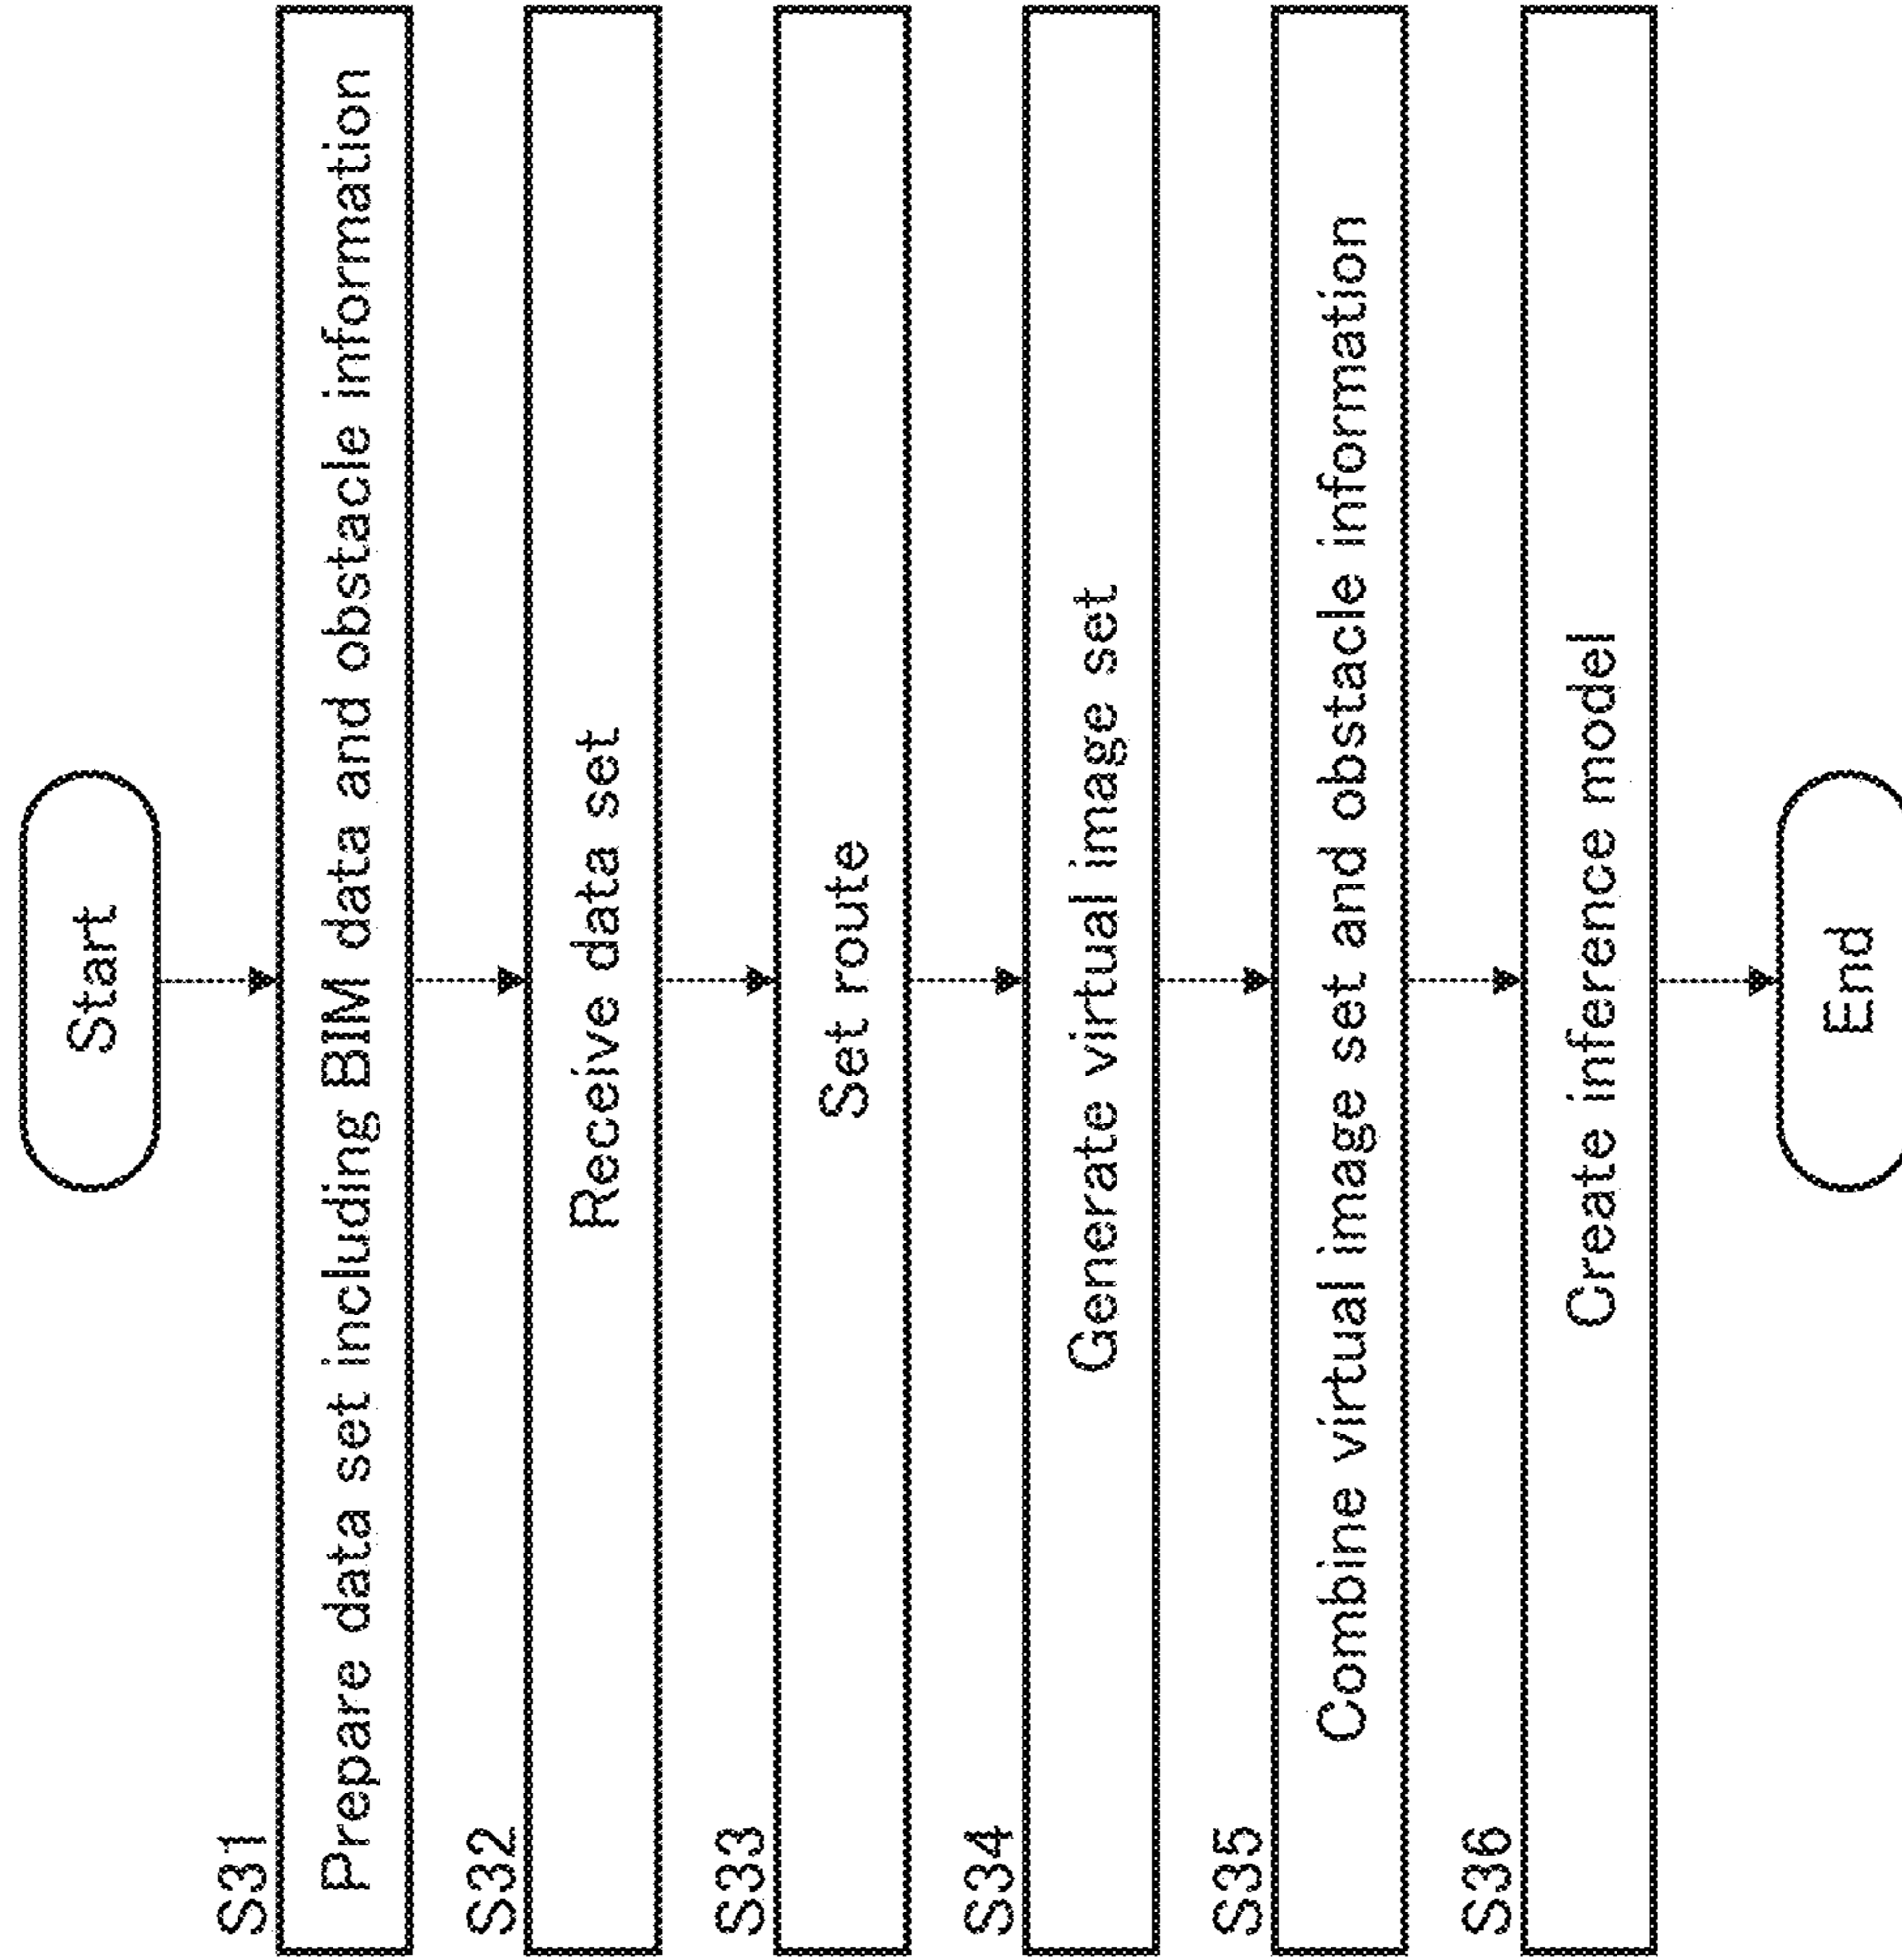 Start
S31
Prepare data set including BIM data and obstacle information
S32
Receive data set
S33
Set route
S34
Generate virtual image set
S35
Combine virtual image set and obstacle information
S36
Create inference model
End